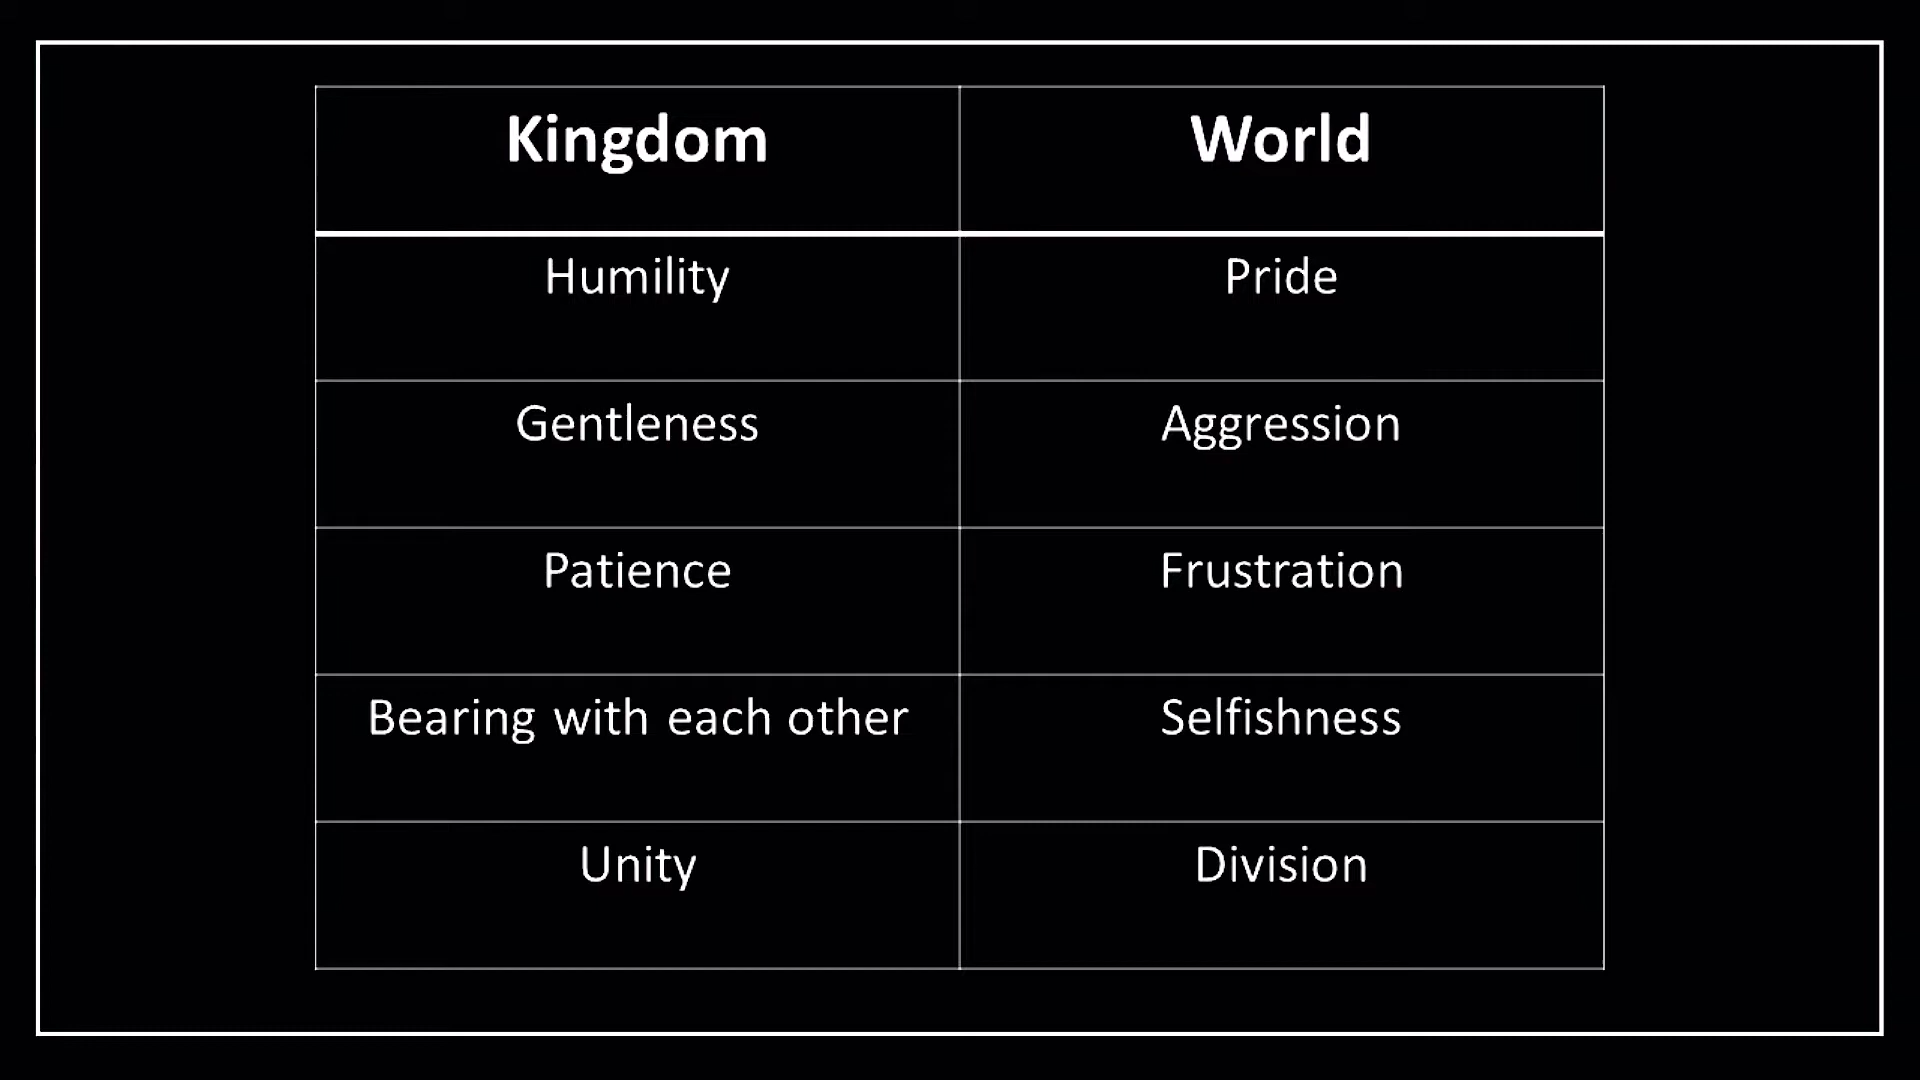 Kingdom World
Humility Pride
Gentleness Aggression
Patience Frustration
Bearing with each other Selfishness
Unity Division